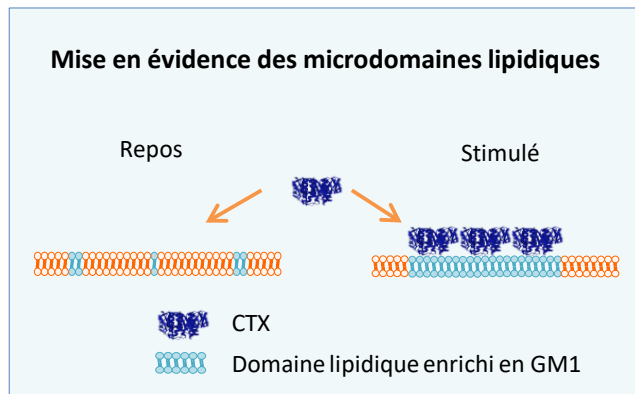 Mise en évidence des microdomaines lipidiques
Repos
Stimulé
CTX
Domaine lipidique enrichi en GM1